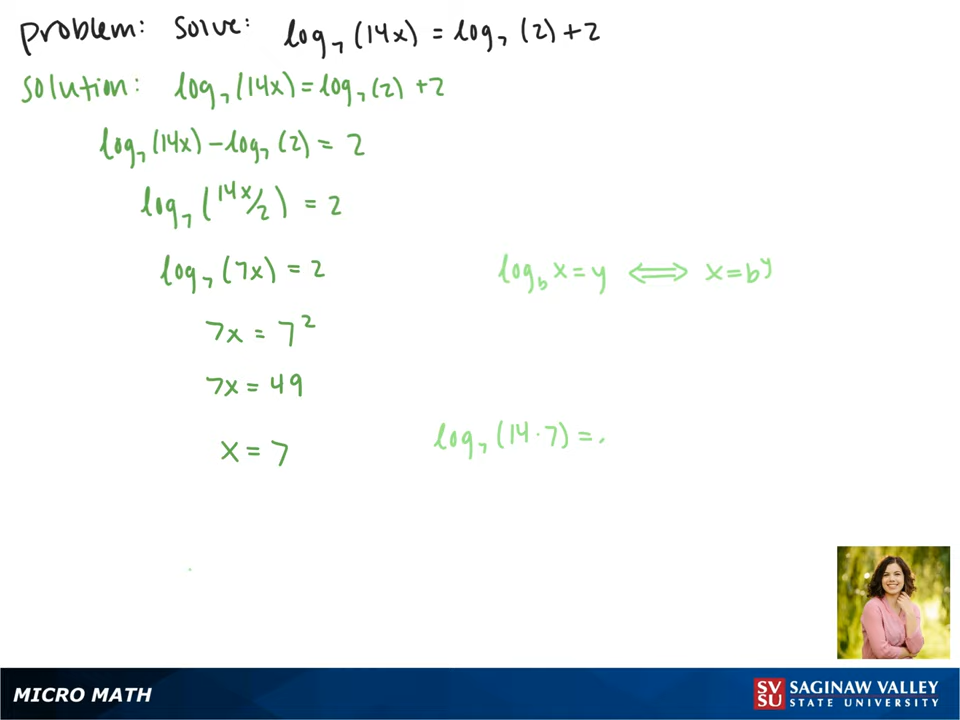 problem: solve: log₇ (14x) = log₇ (2) + 2
solution: log₇ (14x) = log₇ (2) + 2
log₇ (14x) − log₇ (2) = 2
log₇ (14x/2) = 2
log₇ (7x) = 2
log_b x = y ⟺ x = b^y
7x = 7²
7x = 49
log₇ (14 · 7) =
x = 7
MICRO MATH
SV SU SAGINAW VALLEY
STATE UNIVERSITY